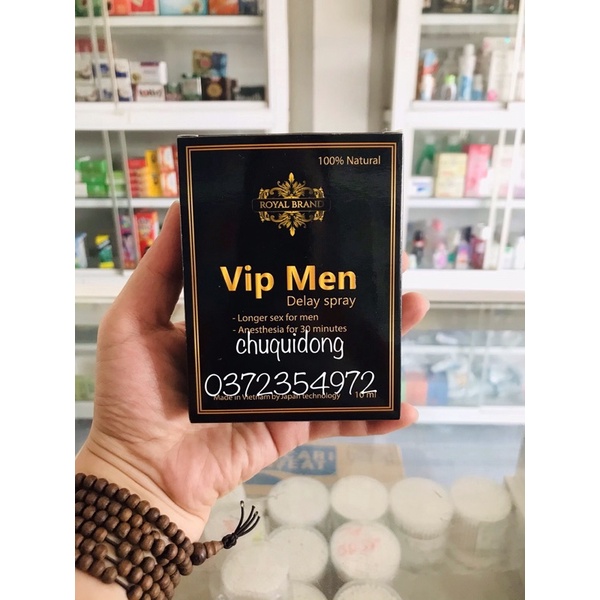 100% Natural
ROYAL BRAND
Vip Men
Delay spray
- Longer sex for men
- Anesthesia for 30 minutes
chuquidong
0372354972
Made in Vietnam by Japan technology 10 ml